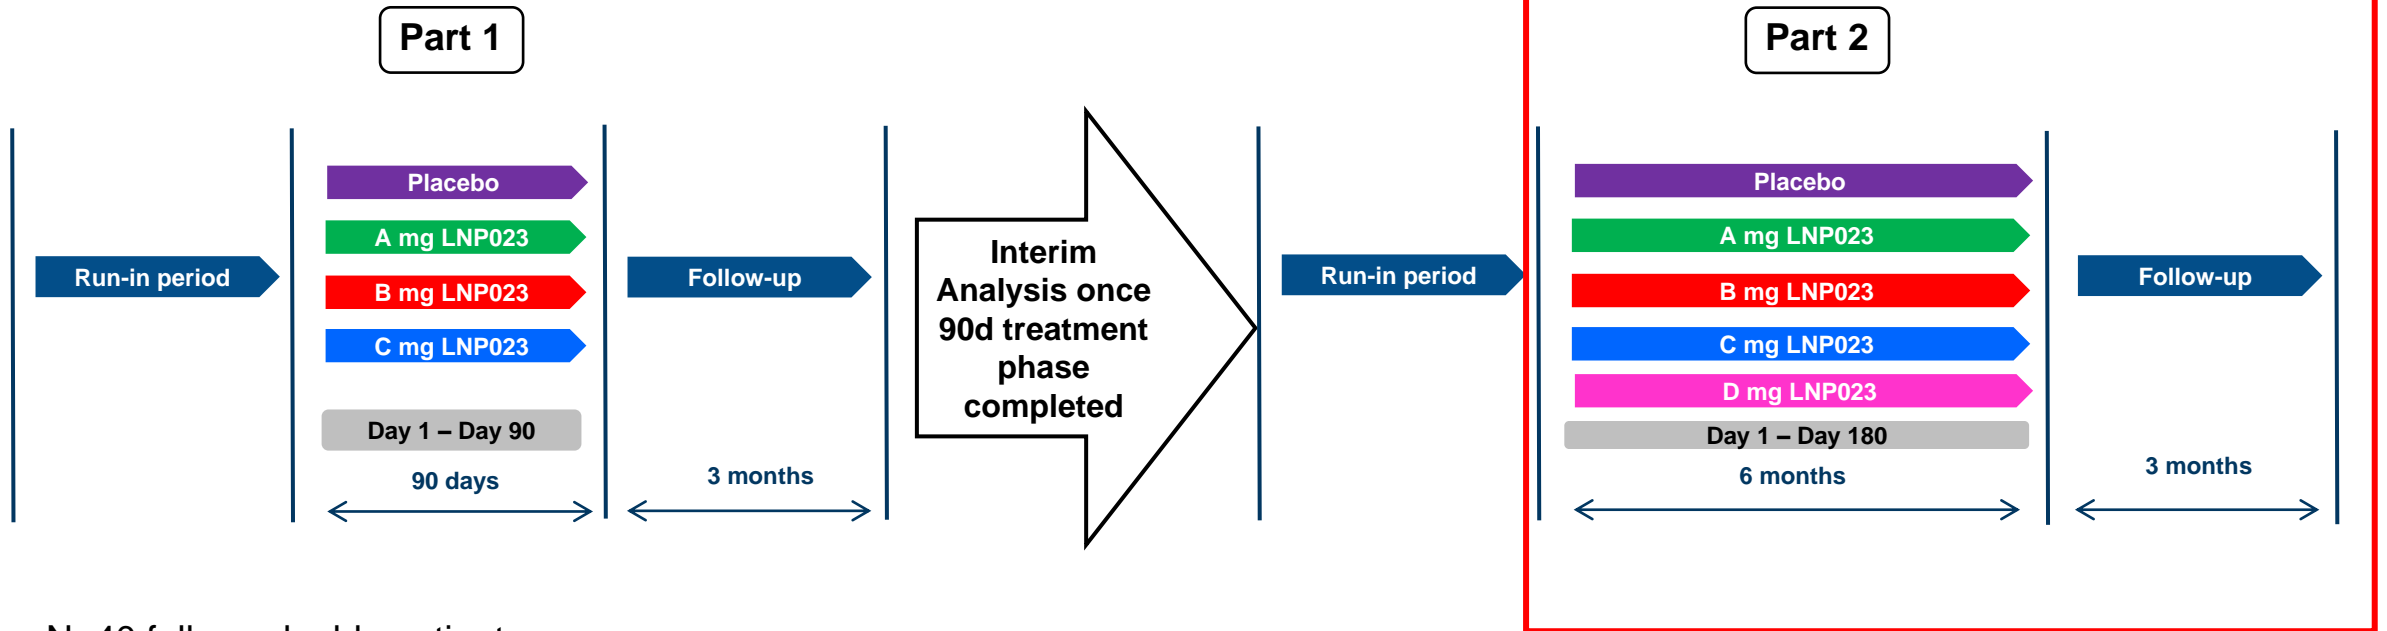 Part 1
Part 2
Run-in period
Placebo
A mg LNP023
B mg LNP023
C mg LNP023
Day 1 – Day 90
90 days
Follow-up
3 months
Interim
Analysis once
90d treatment
phase
completed
Run-in period
Placebo
A mg LNP023
B mg LNP023
C mg LNP023
D mg LNP023
Day 1 – Day 180
6 months
Follow-up
3 months